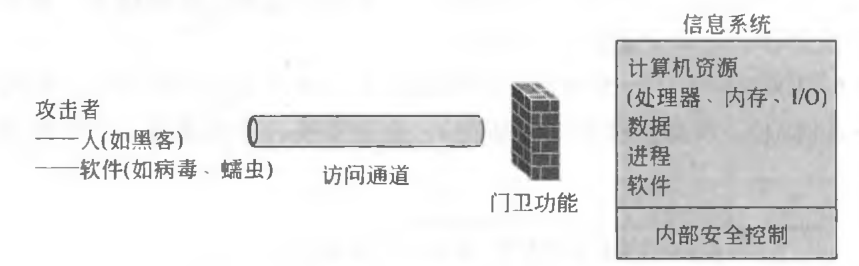 信息系统
攻击者
——人(如黑客)
——软件(如病毒、蠕虫)
访问通道
门卫功能
计算机资源
(处理器、内存、I/O)
数据
进程
软件
内部安全控制